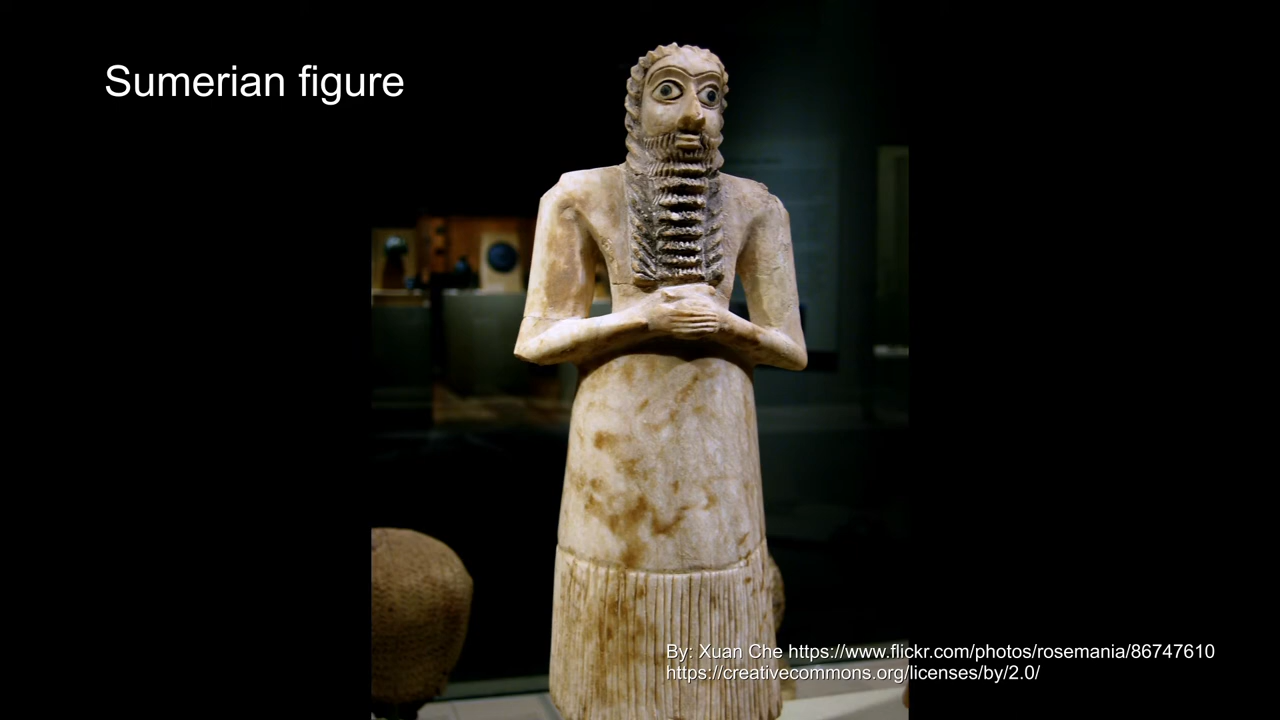 Sumerian figure
By: Xuan Che https://www.flickr.com/photos/rosemania/86747610
https://creativecommons.org/licenses/by/2.0/